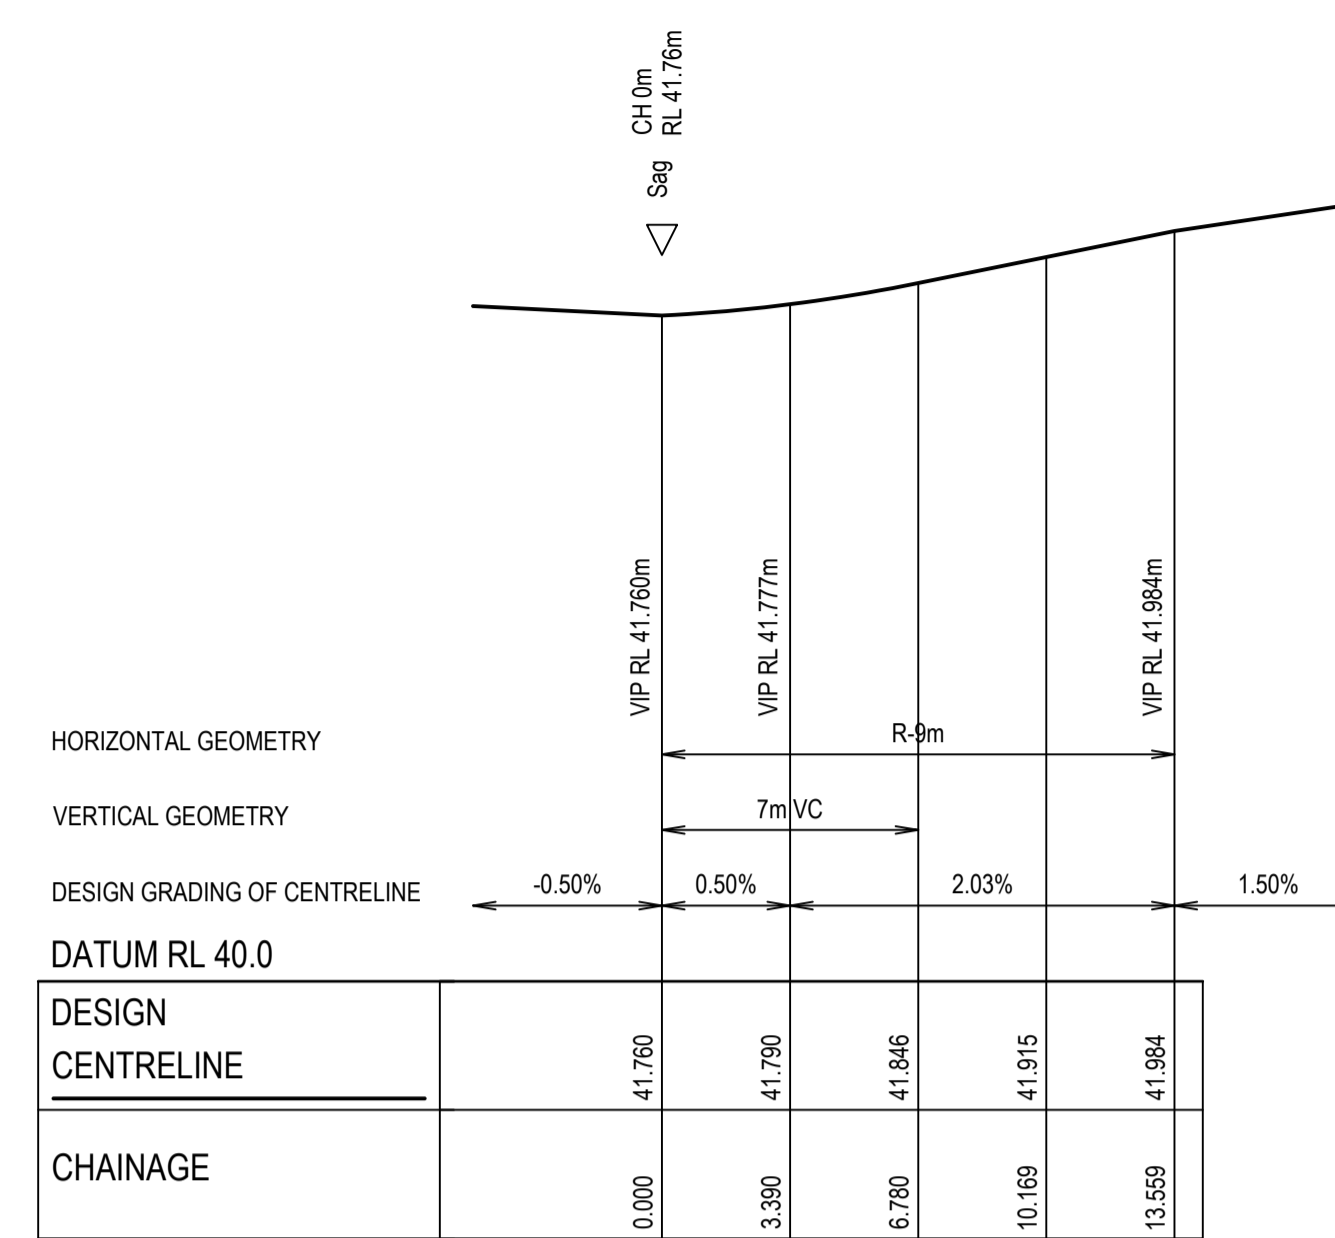 CH 0m
RL 41.76m
Sag
VIP RL 41.760m
VIP RL 41.777m
VIP RL 41.984m
HORIZONTAL GEOMETRY
R-9m
VERTICAL GEOMETRY
7m VC
DESIGN GRADING OF CENTRELINE
-0.50%
0.50%
2.03%
1.50%
DATUM RL 40.0
DESIGN
CENTRELINE
41.760
41.790
41.846
41.915
41.984
CHAINAGE
0.000
3.390
6.780
10.169
13.559